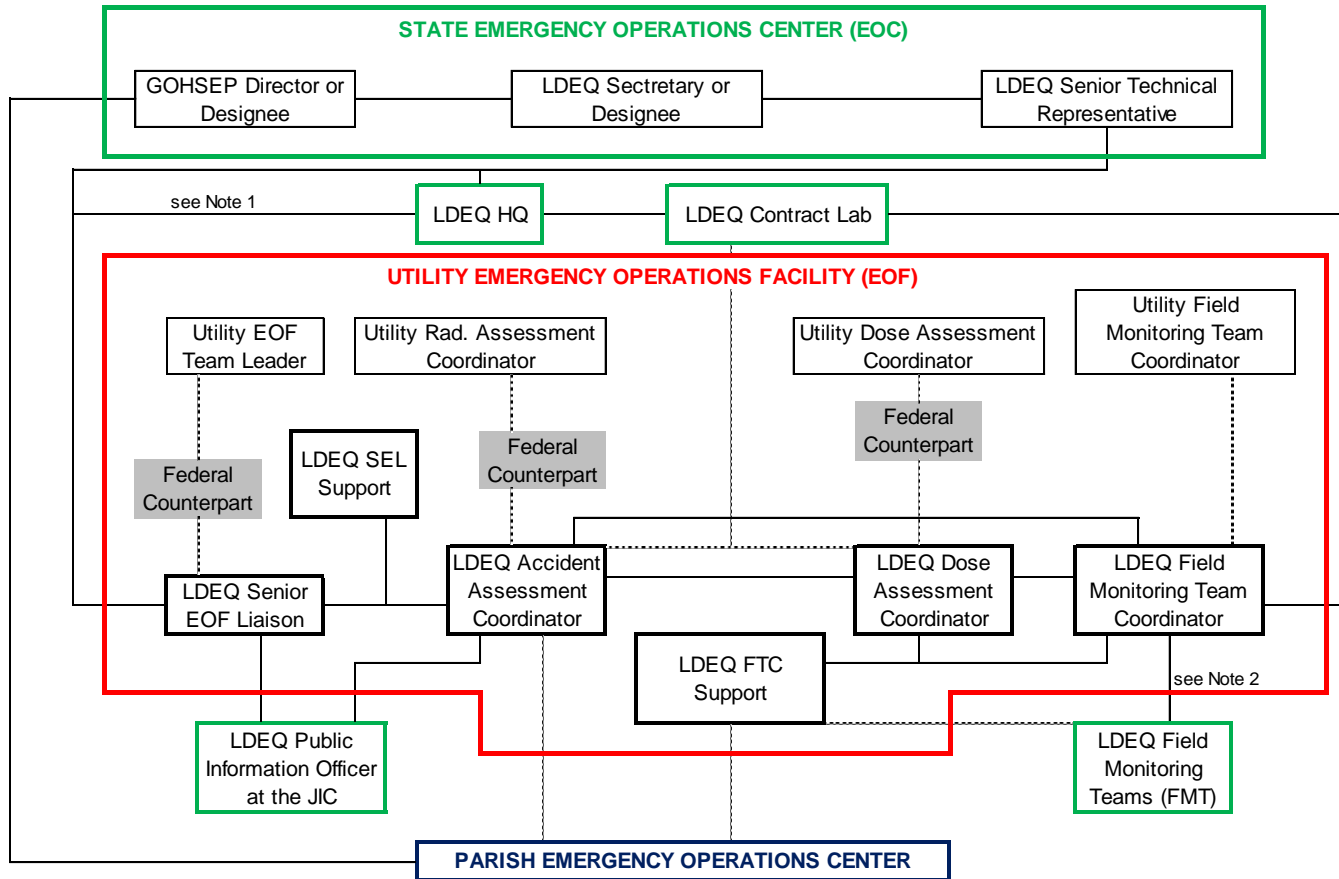 STATE EMERGENCY OPERATIONS CENTER (EOC)
GOHSEP Director or
Designee
LDEQ Sectretary or
Designee
LDEQ Senior Technical
Representative
see Note 1
LDEQ HQ
LDEQ Contract Lab
UTILITY EMERGENCY OPERATIONS FACILITY (EOF)
Utility EOF
Team Leader
Utility Rad. Assessment
Coordinator
Utility Dose Assessment
Coordinator
Utility Field
Monitoring Team
Coordinator
Federal
Counterpart
LDEQ SEL
Support
Federal
Counterpart
Federal
Counterpart
LDEQ Senior
EOF Liaison
LDEQ Accident
Assessment
Coordinator
LDEQ Dose
Assessment
Coordinator
LDEQ Field
Monitoring Team
Coordinator
LDEQ FTC
Support
see Note 2
LDEQ Public
Information Officer
at the JIC
LDEQ Field
Monitoring
Teams (FMT)
PARISH EMERGENCY OPERATIONS CENTER